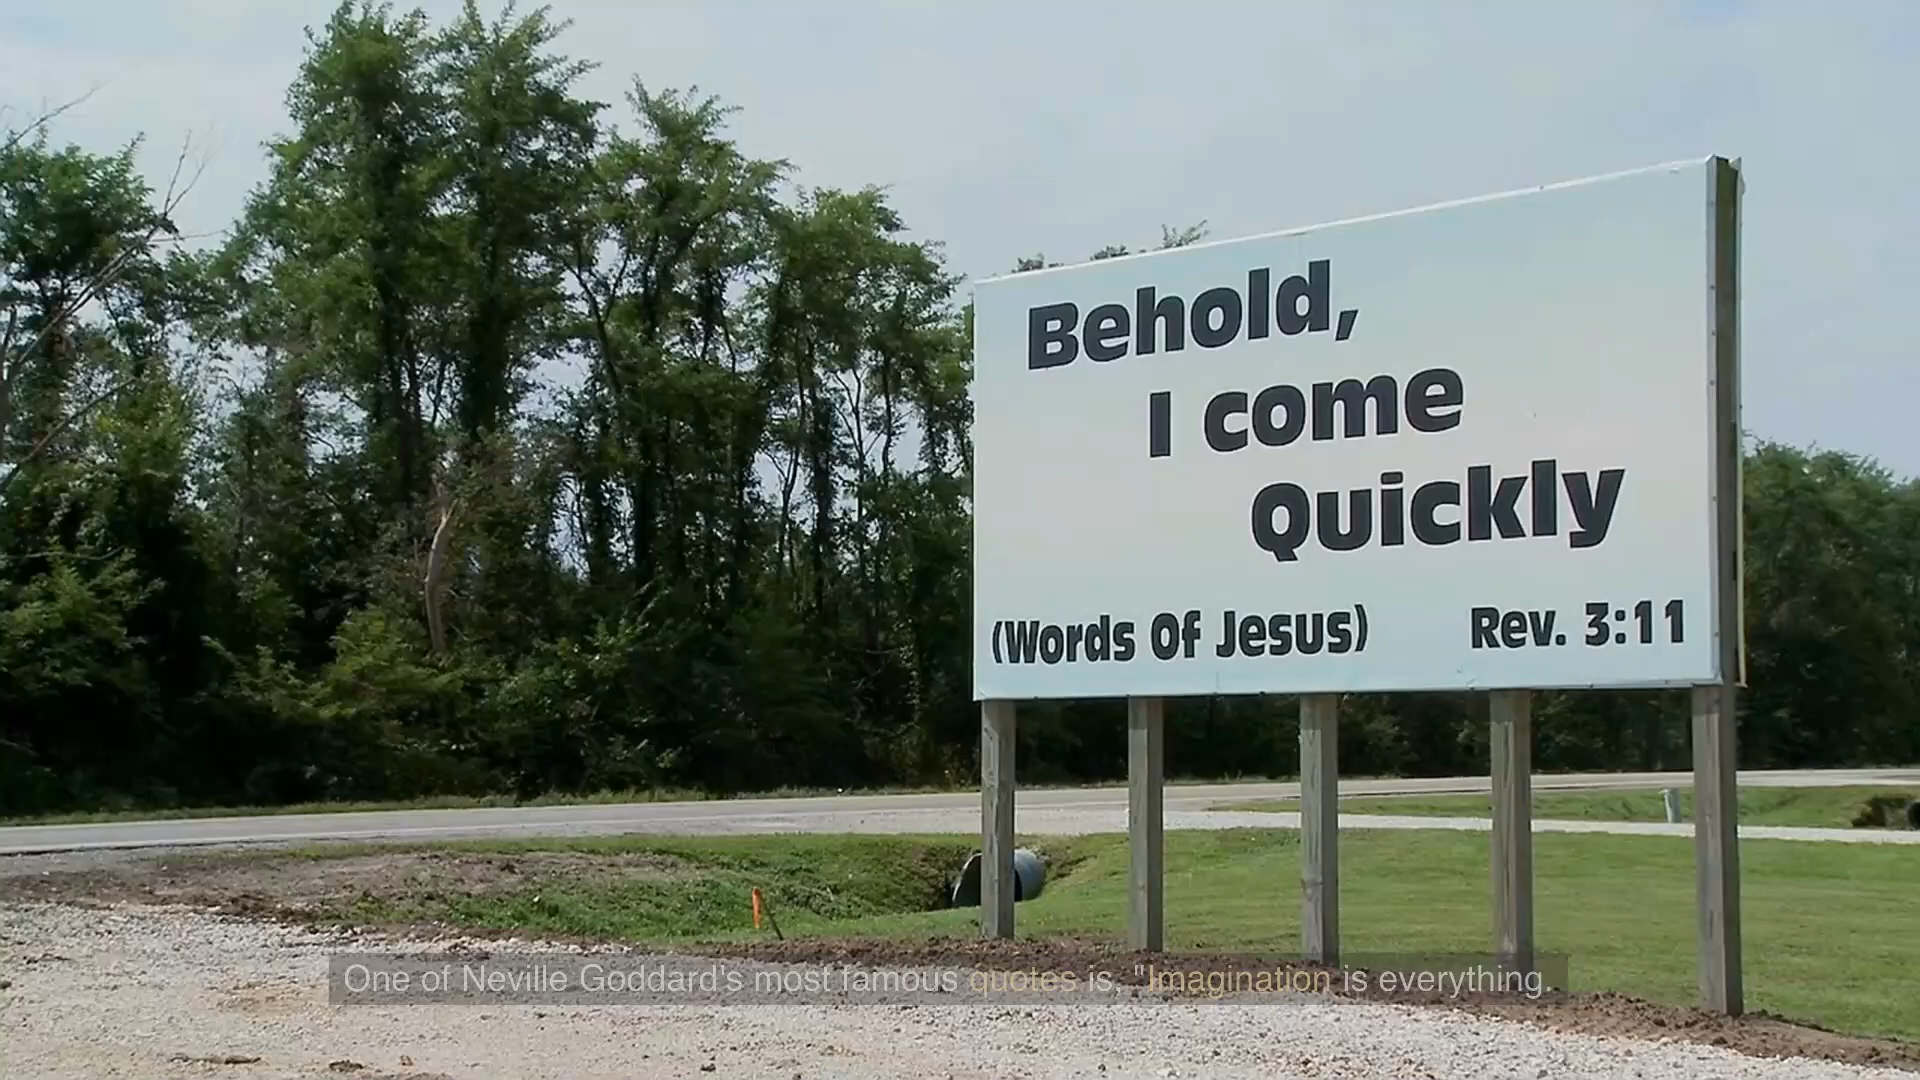 Behold,
I come
Quickly
(Words Of Jesus) Rev. 3:11
One of Neville Goddard's most famous quotes is, "Imagination is everything.